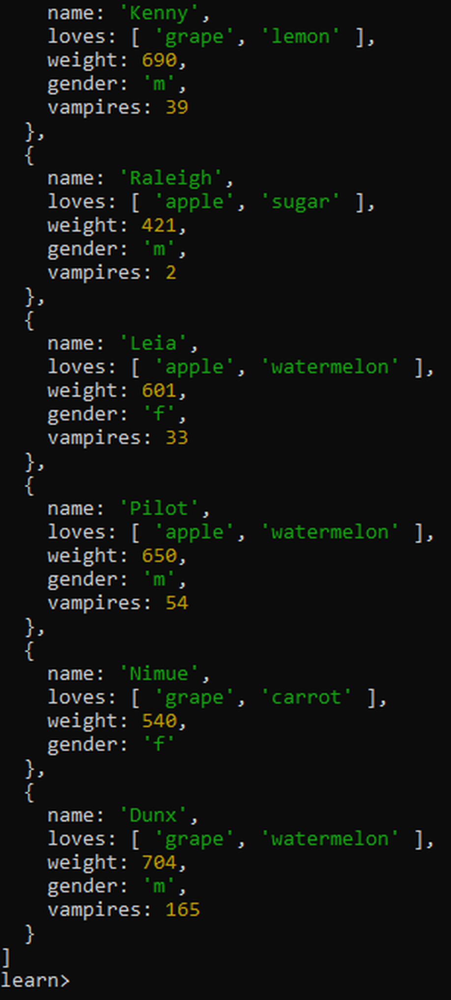 name: 'Kenny',
loves: [ 'grape', 'lemon' ],
weight: 690,
gender: 'm',
vampires: 39
},
{
name: 'Raleigh',
loves: [ 'apple', 'sugar' ],
weight: 421,
gender: 'm',
vampires: 2
},
{
name: 'Leia',
loves: [ 'apple', 'watermelon' ],
weight: 601,
gender: 'f',
vampires: 33
},
{
name: 'Pilot',
loves: [ 'apple', 'watermelon' ],
weight: 650,
gender: 'm',
vampires: 54
},
{
name: 'Nimue',
loves: [ 'grape', 'carrot' ],
weight: 540,
gender: 'f'
},
{
name: 'Dunx',
loves: [ 'grape', 'watermelon' ],
weight: 704,
gender: 'm',
vampires: 165
}
]
learn>